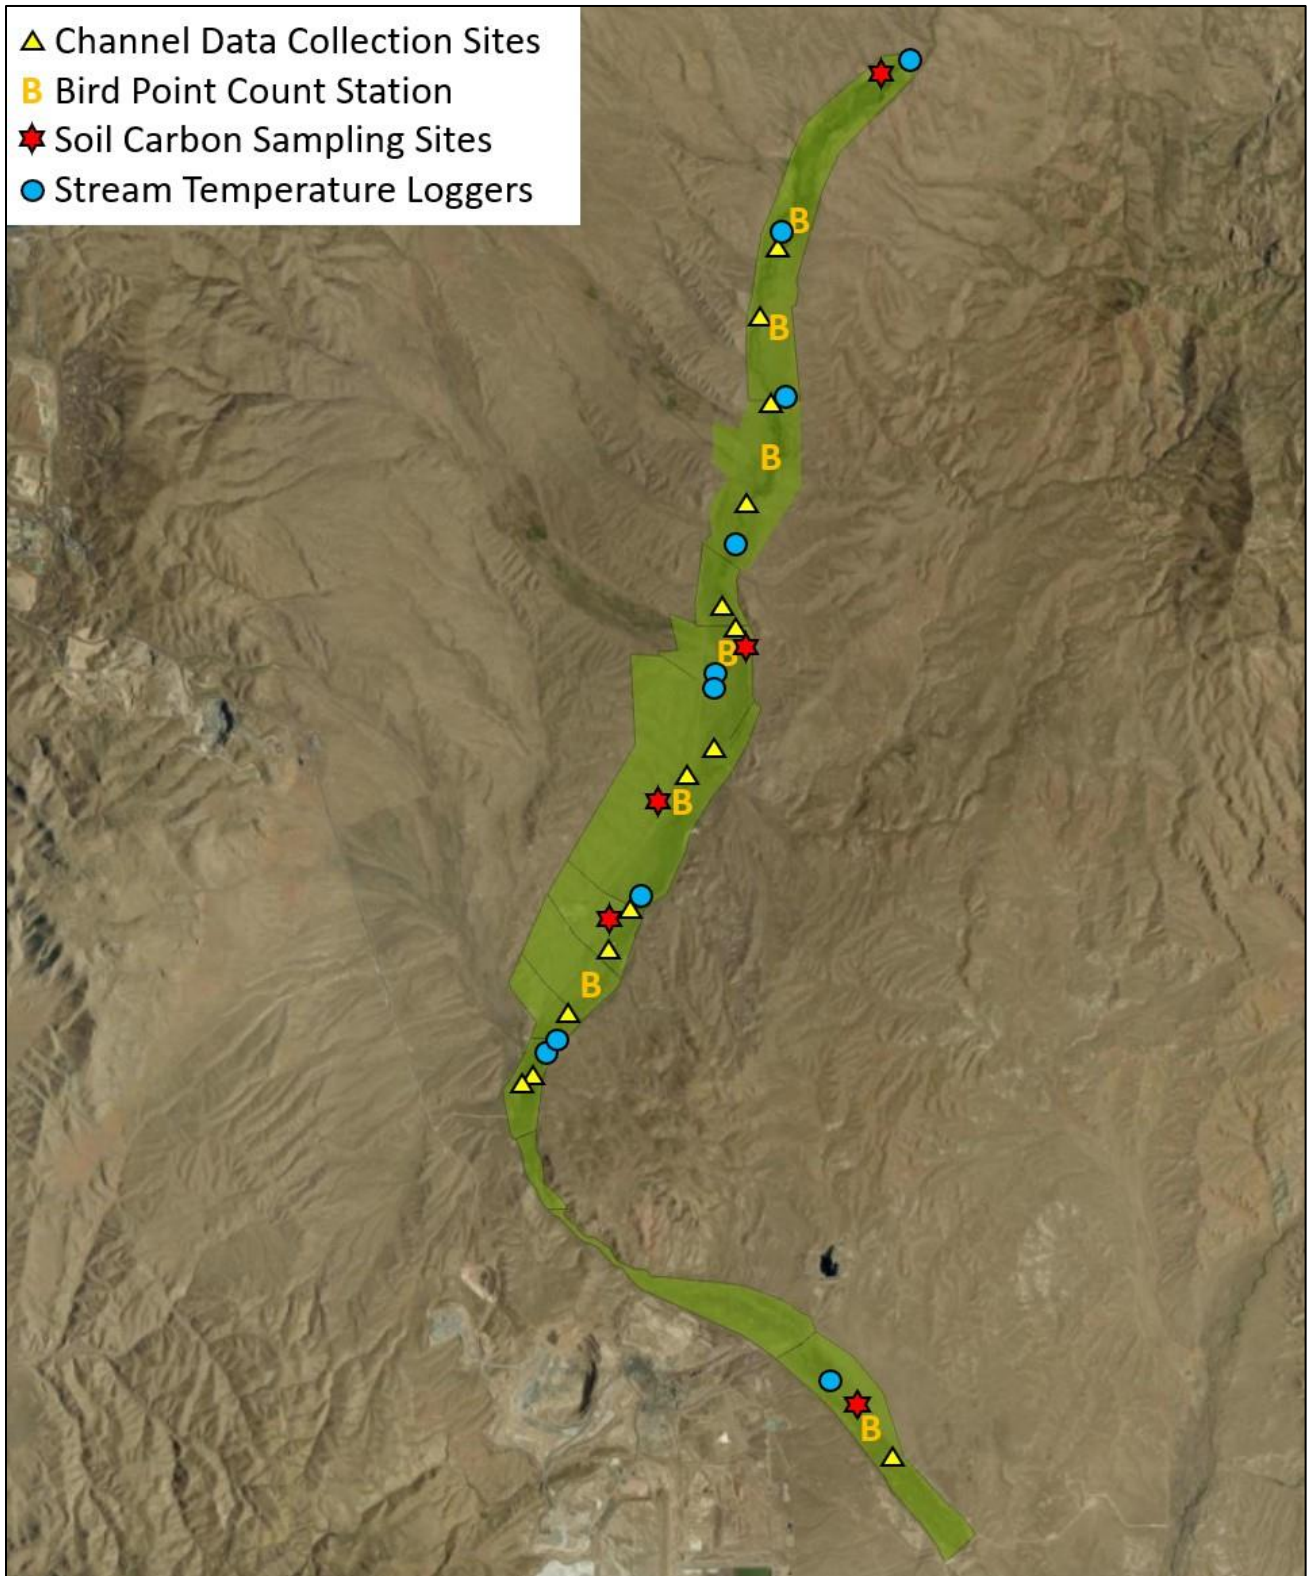 Channel Data Collection Sites
B Bird Point Count Station
Soil Carbon Sampling Sites
Stream Temperature Loggers
B
B
B
B
B
B
B